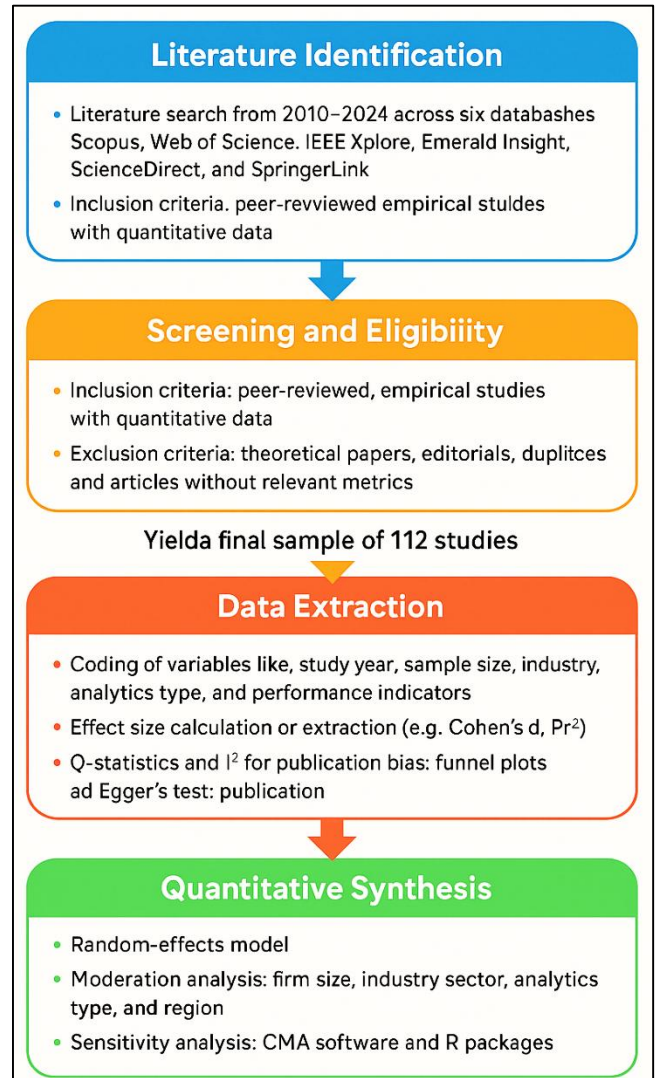 Literature Identification
• Literature search from 2010–2024 across six databashes
Scopus, Web of Science. IEEE Xplore, Emerald Insight,
ScienceDirect, and SpringerLink
• Inclusion criteria. peer-revviewed empirical stuldes
with quantitative data
Screening and Eligibiiity
• Inclusion criteria: peer-reviewed, empirical studies
with quantitative data
• Exclusion criteria: theoretical papers, editorials, duplitces
and articles without relevant metrics
Yielda final sample of 112 studies
Data Extraction
• Coding of variables like, study year, sample size, industry,
analytics type, and performance indicators
• Effect size calculation or extraction (e.g. Cohen's d, Pr²)
• Q-statistics and I² for publication bias: funnel plots
ad Egger's test: publication
Quantitative Synthesis
• Random-effects model
• Moderation analysis: firm size, industry sector, analytics
type, and region
• Sensitivity analysis: CMA software and R packages